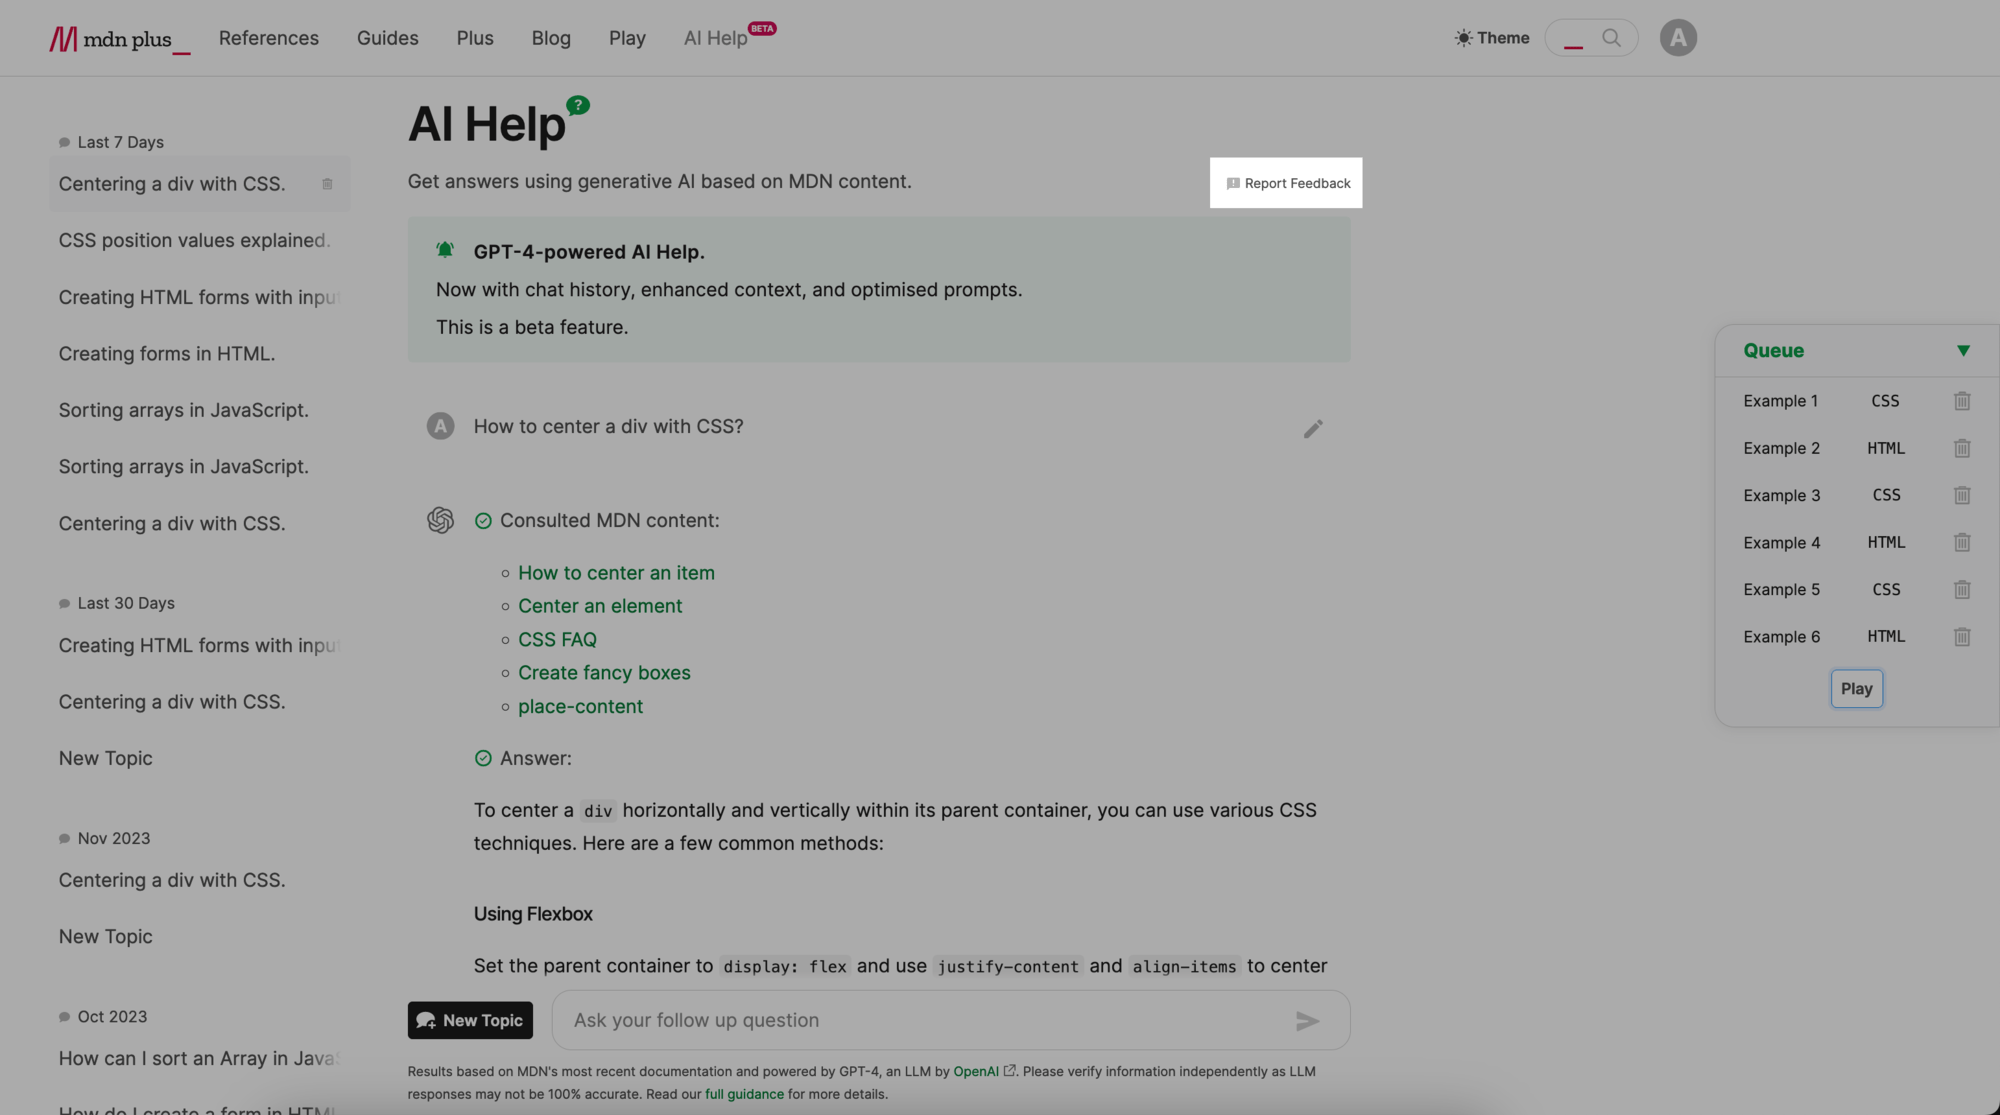 mdn plus_
References
Guides
Plus
Blog
Play
AI Help BETA
Theme
A
Last 7 Days
Centering a div with CSS.
CSS position values explained.
Creating HTML forms with input
Creating forms in HTML.
Sorting arrays in JavaScript.
Sorting arrays in JavaScript.
Centering a div with CSS.
Last 30 Days
Creating HTML forms with input
Centering a div with CSS.
New Topic
Nov 2023
Centering a div with CSS.
New Topic
Oct 2023
How can I sort an Array in JavaS
How do I create a form in HTML
AI Help ?
Get answers using generative AI based on MDN content.
Report Feedback
GPT-4-powered AI Help.
Now with chat history, enhanced context, and optimised prompts.
This is a beta feature.
A
How to center a div with CSS?
Consulted MDN content:
How to center an item
Center an element
CSS FAQ
Create fancy boxes
place-content
Answer:
To center a div horizontally and vertically within its parent container, you can use various CSS
techniques. Here are a few common methods:
Using Flexbox
Set the parent container to display: flex and use justify-content and align-items to center
New Topic
Ask your follow up question
Results based on MDN's most recent documentation and powered by GPT-4, an LLM by OpenAI. Please verify information independently as LLM
responses may not be 100% accurate. Read our full guidance for more details.
Queue
Example 1 CSS
Example 2 HTML
Example 3 CSS
Example 4 HTML
Example 5 CSS
Example 6 HTML
Play